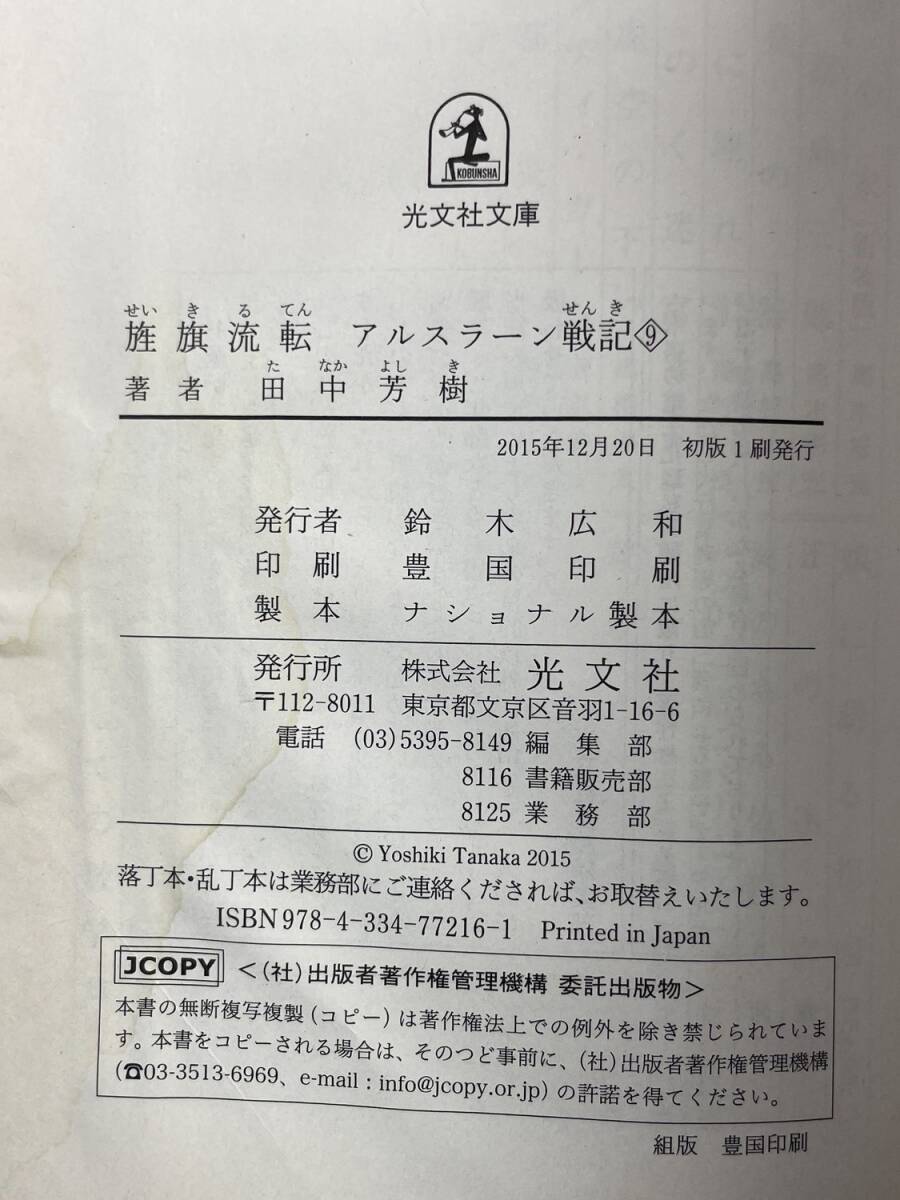 KOBUNSHA
光文社文庫
せい き る てん せん き
旌旗流転 アルスラーン戦記⑨
た なか よし き
著者 田中芳樹
2015年12月20日 初版1刷発行
発行者 鈴木広和
印刷 豊国印刷
製本 ナショナル製本
発行所 株式会社 光文社
〒112-8011 東京都文京区音羽1-16-6
電話 (03)5395-8149 編集部
8116 書籍販売部
8125 業務部
© Yoshiki Tanaka 2015
落丁本・乱丁本は業務部にご連絡くだされば、お取替えいたします。
ISBN978-4-334-77216-1 Printed in Japan
JCOPY <(社)出版者著作権管理機構 委託出版物>
本書の無断複写複製(コピー)は著作権法上での例外を除き禁じられていま
す。本書をコピーされる場合は、そのつど事前に、(社)出版者著作権管理機構
(☎03-3513-6969、e-mail : info@jcopy.or.jp)の許諾を得てください。
組版 豊国印刷